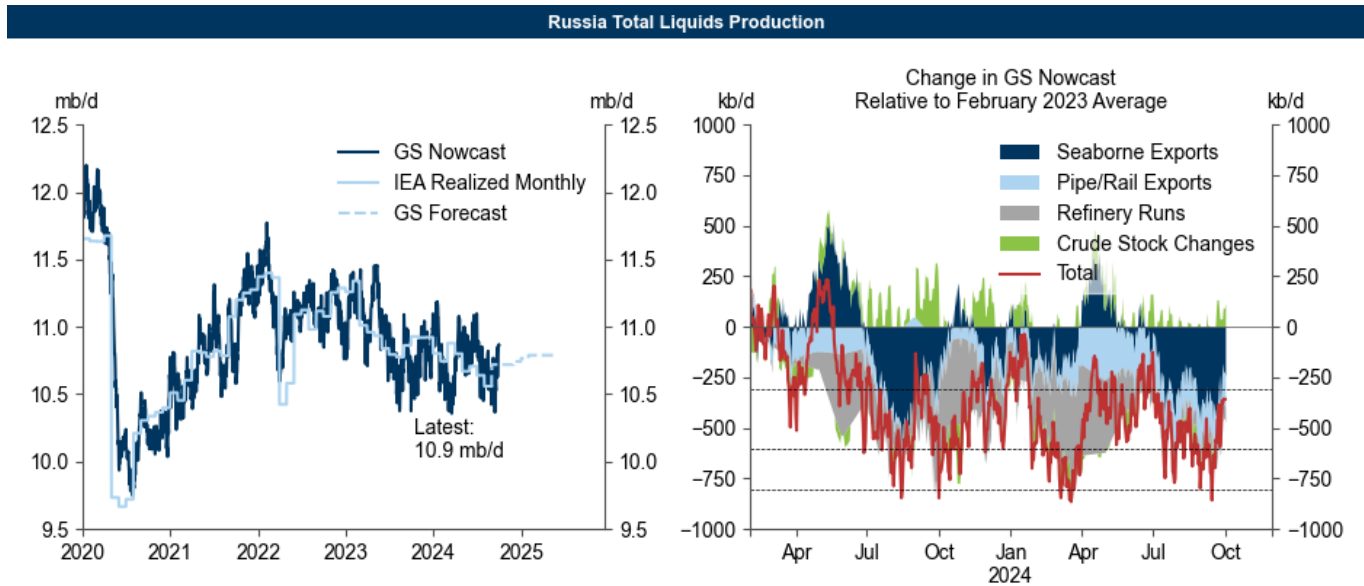 Russia Total Liquids Production
mb/d
mb/d
12.5
12.0
11.5
11.0
10.5
10.0
9.5
12.5
12.0
11.5
11.0
10.5
10.0
9.5
GS Nowcast
IEA Realized Monthly
GS Forecast
Latest:
10.9 mb/d
2020 2021 2022 2023 2024 2025
Change in GS Nowcast
Relative to February 2023 Average
kb/d
kb/d
1000
750
500
250
0
−250
−500
−750
−1000
1000
750
500
250
0
−250
−500
−750
−1000
Seaborne Exports
Pipe/Rail Exports
Refinery Runs
Crude Stock Changes
Total
Apr Jul Oct Jan Apr Jul Oct
2024